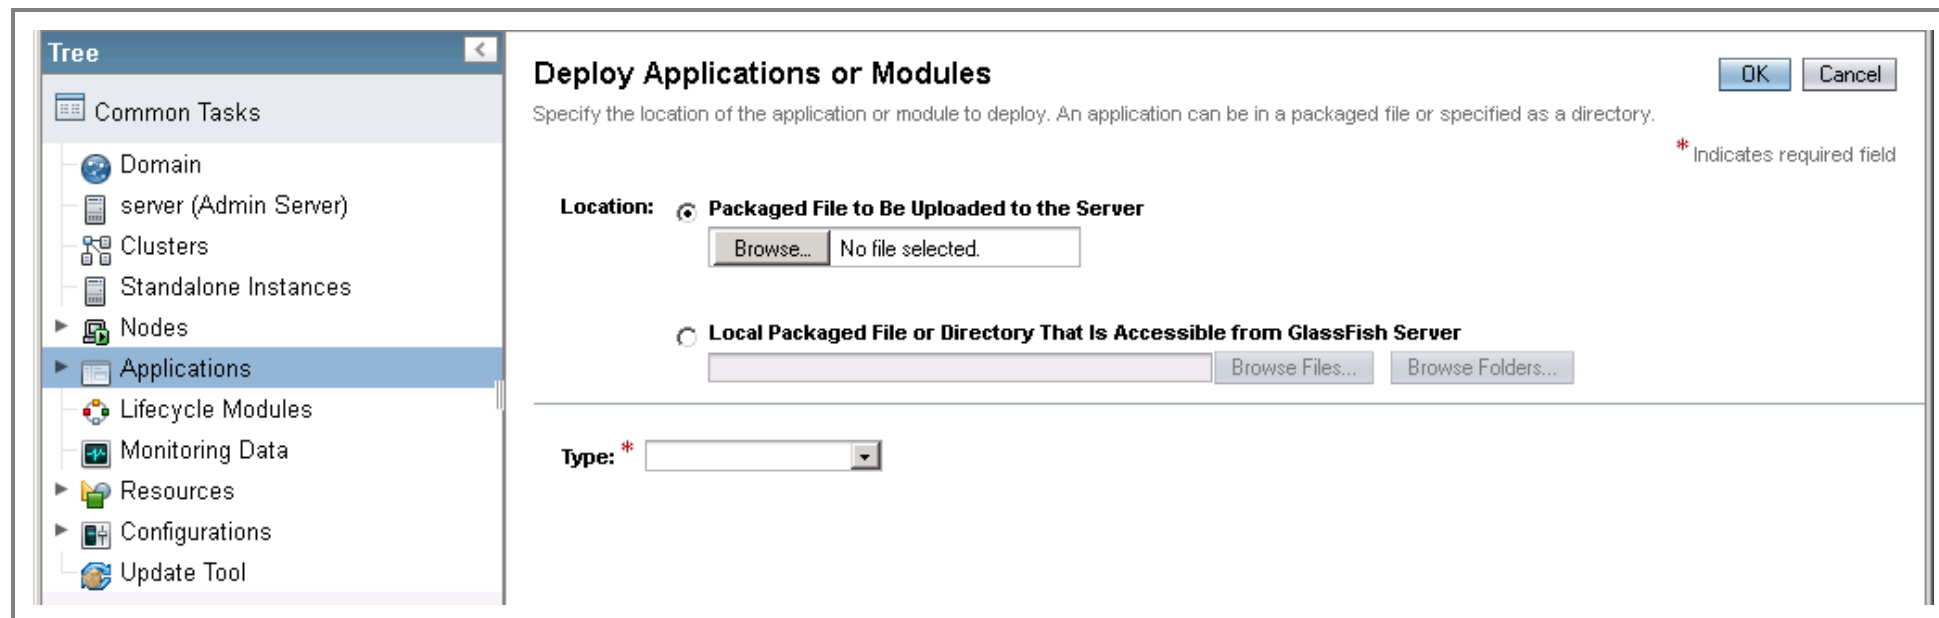 Tree
Common Tasks
Domain
server (Admin Server)
Clusters
Standalone Instances
Nodes
Applications
Lifecycle Modules
Monitoring Data
Resources
Configurations
Update Tool
Deploy Applications or Modules
OK Cancel
Specify the location of the application or module to deploy. An application can be in a packaged file or specified as a directory.
* Indicates required field
Location: Packaged File to Be Uploaded to the Server
Browse... No file selected.
Local Packaged File or Directory That Is Accessible from GlassFish Server
Browse Files... Browse Folders...
Type: *